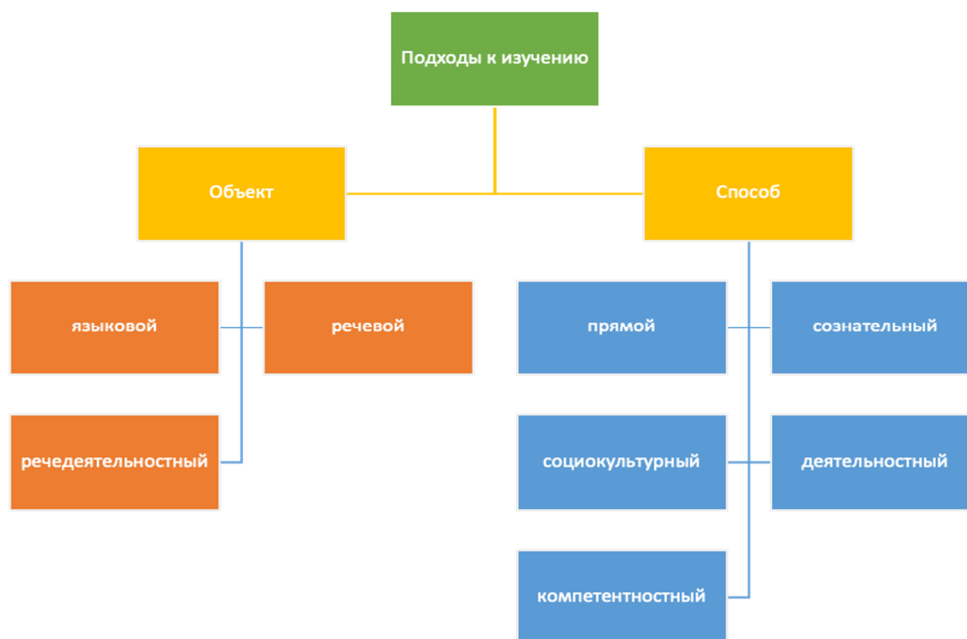 Подходы к изучению
Объект
Способ
языковой
речевой
прямой
сознательный
речедеятельностный
социокультурный
деятельностный
компетентностный